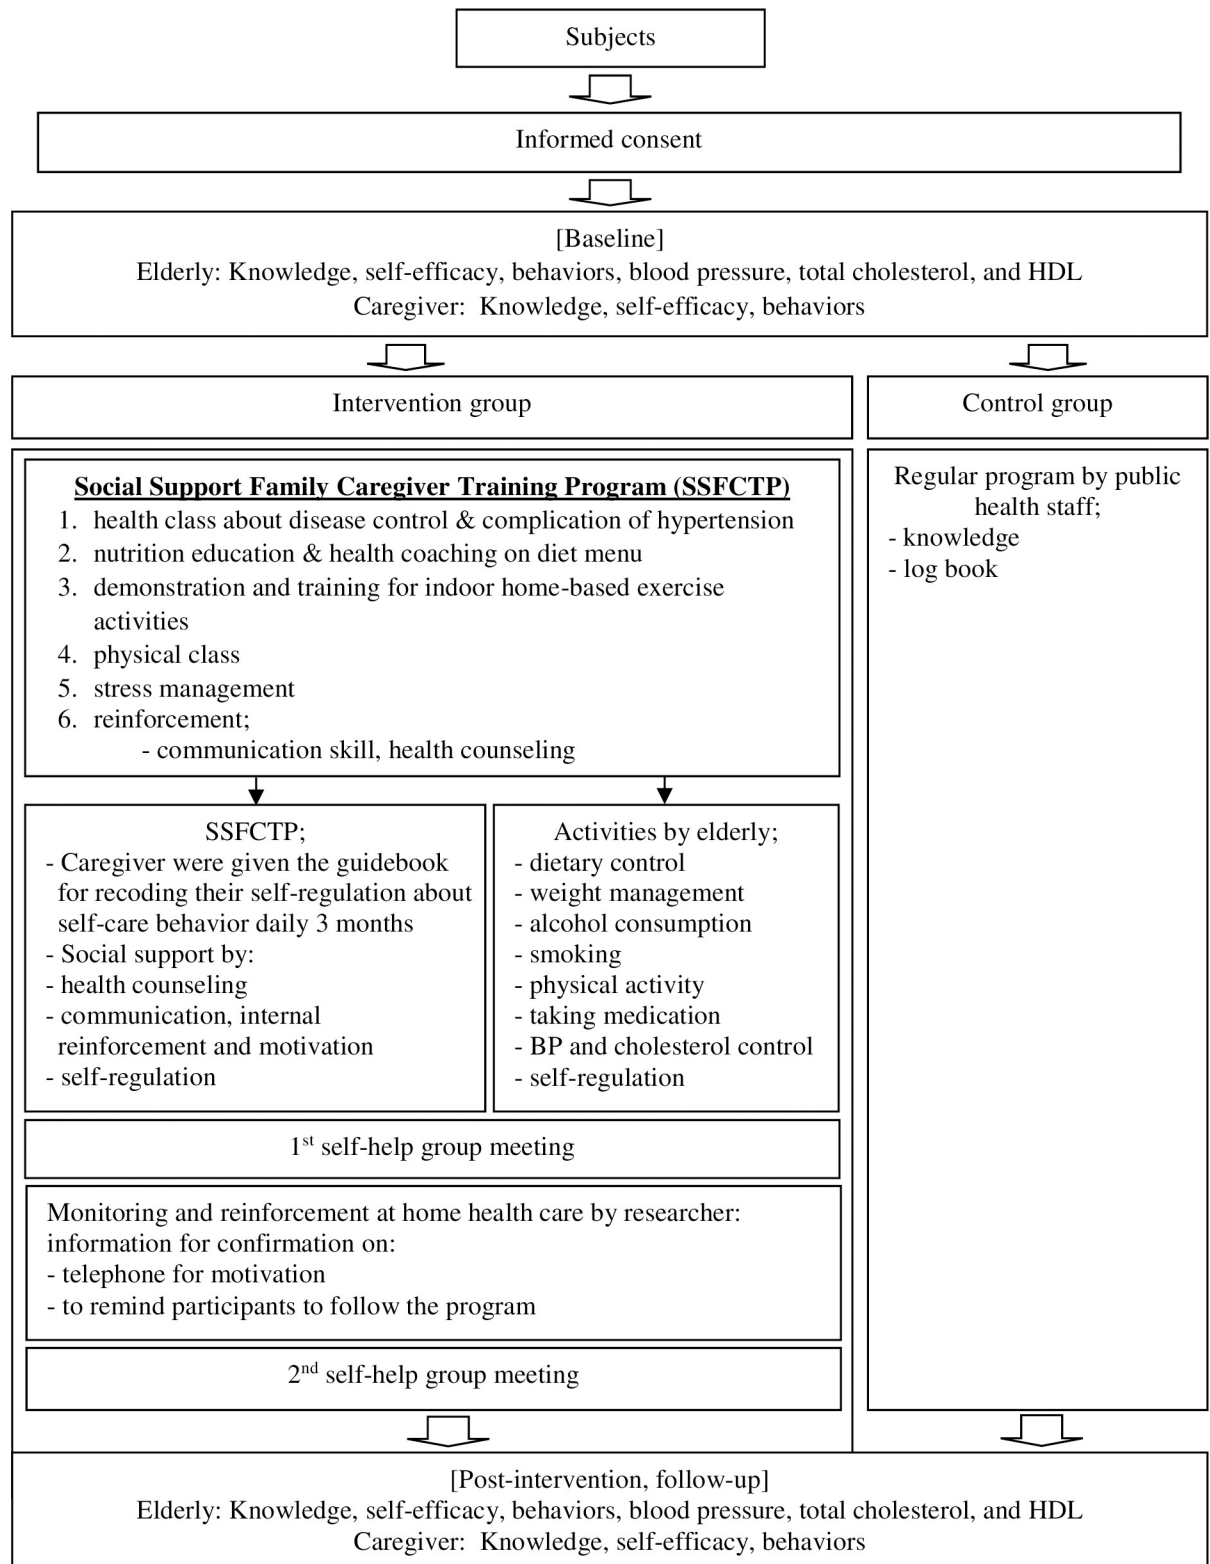 Subjects
Informed consent
[Baseline]
Elderly: Knowledge, self-efficacy, behaviors, blood pressure, total cholesterol, and HDL
Caregiver:  Knowledge, self-efficacy, behaviors
Intervention group
Control group
Social Support Family Caregiver Training Program (SSFCTP)
1. health class about disease control & complication of hypertension
2. nutrition education & health coaching on diet menu
3. demonstration and training for indoor home-based exercise
activities
4. physical class
5. stress management
6. reinforcement;
- communication skill, health counseling
SSFCTP;
- Caregiver were given the guidebook
for recoding their self-regulation about
self-care behavior daily 3 months
- Social support by:
- health counseling
- communication, internal
reinforcement and motivation
- self-regulation
Activities by elderly;
- dietary control
- weight management
- alcohol consumption
- smoking
- physical activity
- taking medication
- BP and cholesterol control
- self-regulation
1st self-help group meeting
Monitoring and reinforcement at home health care by researcher:
information for confirmation on:
- telephone for motivation
- to remind participants to follow the program
2nd self-help group meeting
Regular program by public
health staff;
- knowledge
- log book
[Post-intervention, follow-up]
Elderly: Knowledge, self-efficacy, behaviors, blood pressure, total cholesterol, and HDL
Caregiver:  Knowledge, self-efficacy, behaviors